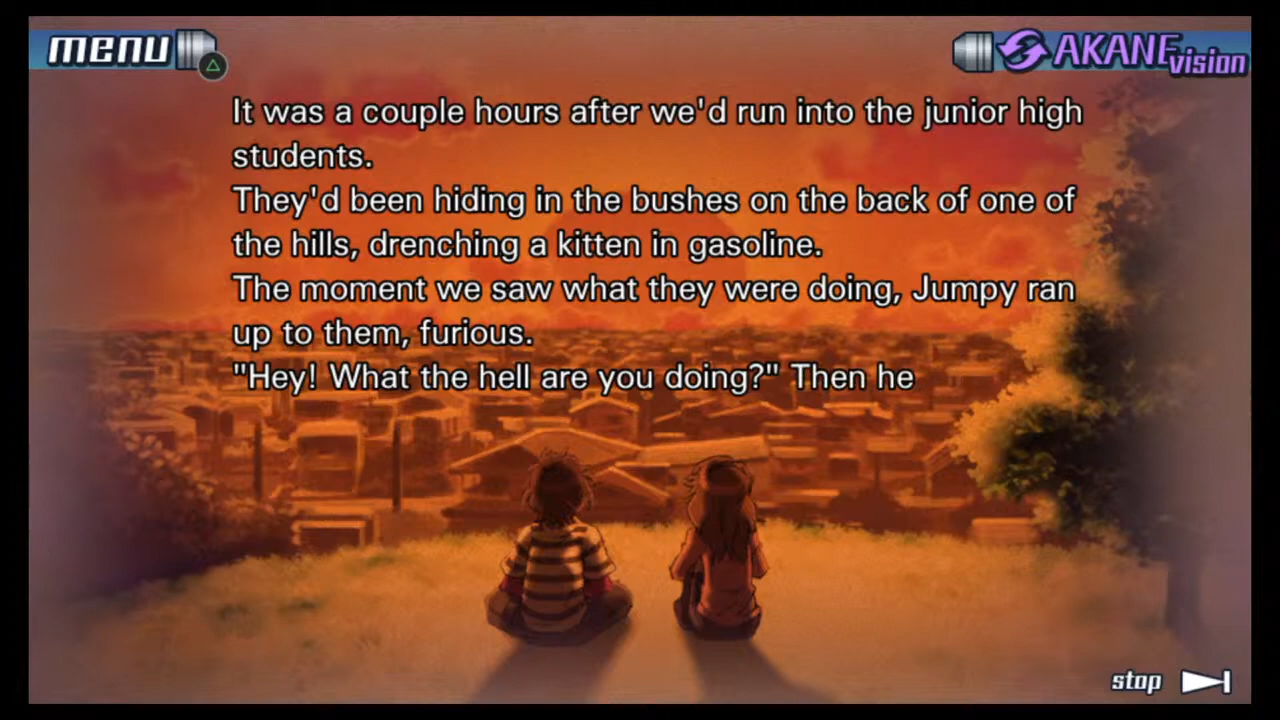 menu
AKANE vision
It was a couple hours after we'd run into the junior high
students.
They'd been hiding in the bushes on the back of one of
the hills, drenching a kitten in gasoline.
The moment we saw what they were doing, Jumpy ran
up to them, furious.
"Hey! What the hell are you doing?" Then he
stop